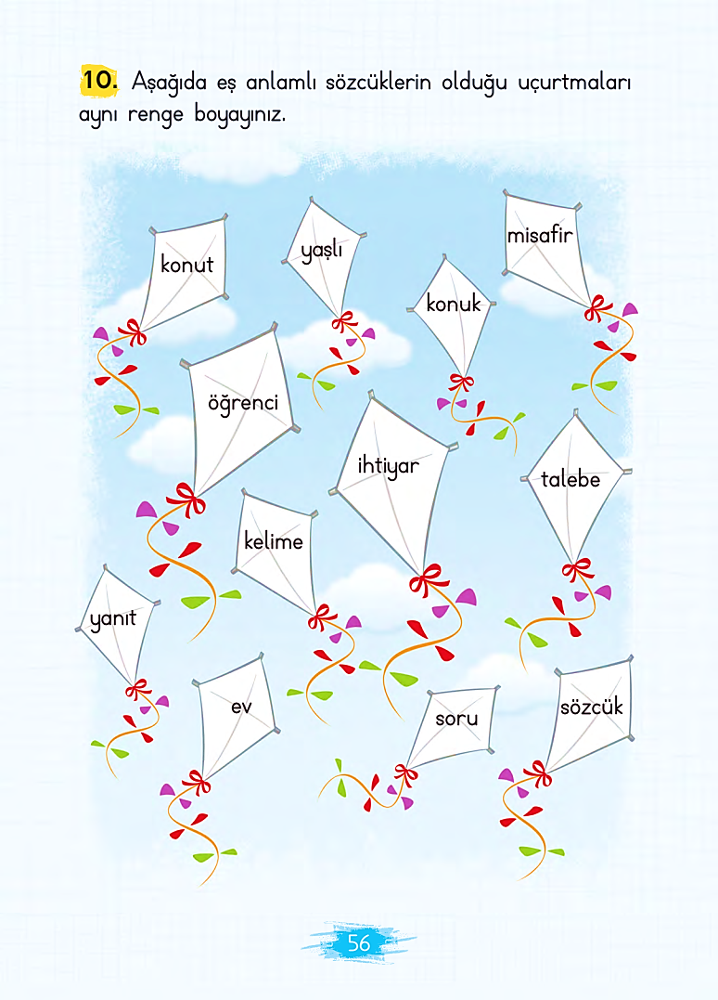 10. Aşağıda eş anlamlı sözcüklerin olduğu uçurtmaları
aynı renge boyayınız.
konut
yaşlı
misafir
konuk
öğrenci
ihtiyar
talebe
kelime
yanıt
ev
soru
sözcük
56